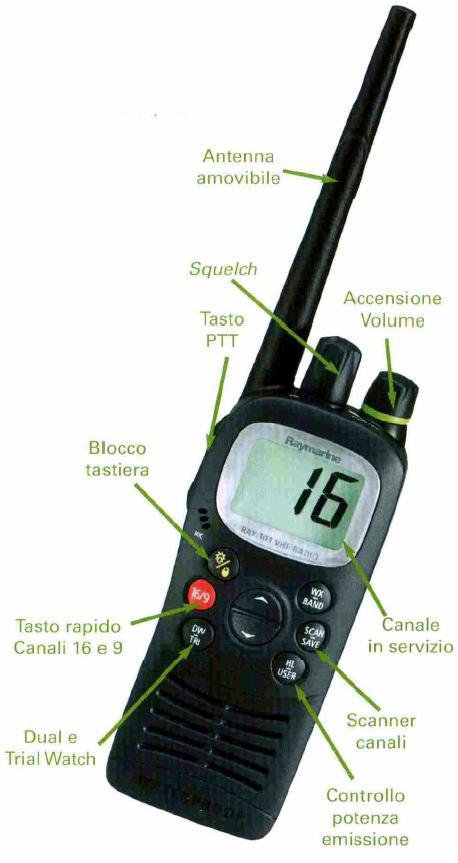 Antenna
amovibile
Squelch
Accensione
Volume
Tasto
PTT
Blocco
tastiera
Raymarine
16
RAY 101 VHF RADIO
MIC
16/9
WX
BAND
DW
TRI
SCAN
SAVE
HI
USER
Tasto rapido
Canali 16 e 9
Canale
in servizio
Dual e
Trial Watch
Scanner
canali
Controllo
potenza
emissione
WATERPROOF